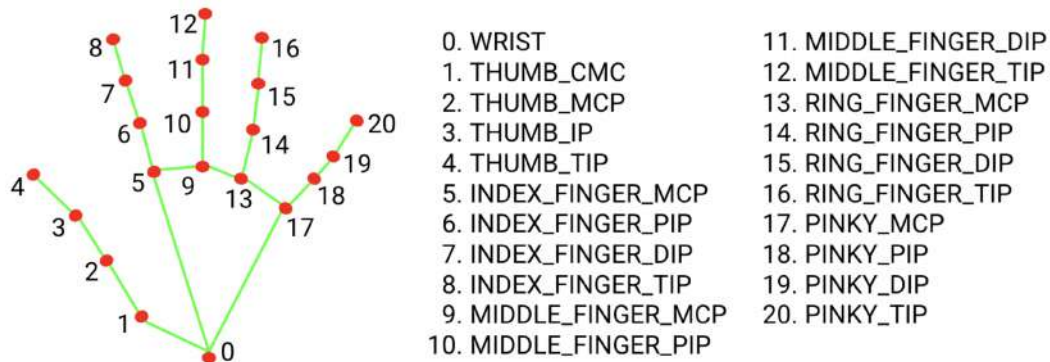 12
8
16
11
7
15
10
20
6
14
19
4
5
9
13
18
3
17
2
1
0
0. WRIST
1. THUMB_CMC
2. THUMB_MCP
3. THUMB_IP
4. THUMB_TIP
5. INDEX_FINGER_MCP
6. INDEX_FINGER_PIP
7. INDEX_FINGER_DIP
8. INDEX_FINGER_TIP
9. MIDDLE_FINGER_MCP
10. MIDDLE_FINGER_PIP
11. MIDDLE_FINGER_DIP
12. MIDDLE_FINGER_TIP
13. RING_FINGER_MCP
14. RING_FINGER_PIP
15. RING_FINGER_DIP
16. RING_FINGER_TIP
17. PINKY_MCP
18. PINKY_PIP
19. PINKY_DIP
20. PINKY_TIP